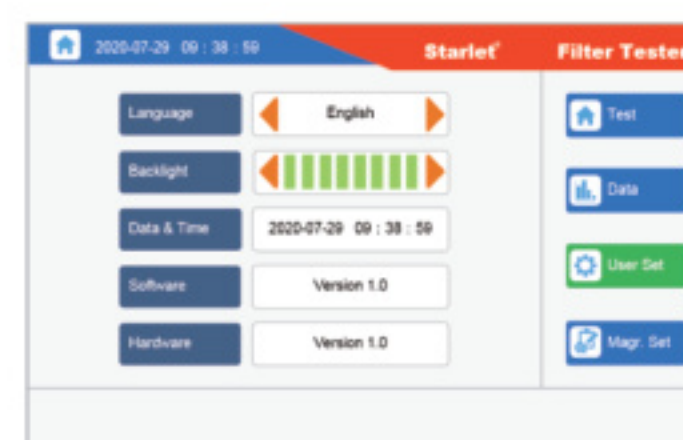 2020-07-29 09 : 38 : 59
Starlet®
Filter Tester
Language
English
Backlight
Data & Time
2020-07-29 09 : 38 : 59
Software
Version 1.0
Hardware
Version 1.0
Test
Data
User Set
Magr. Set